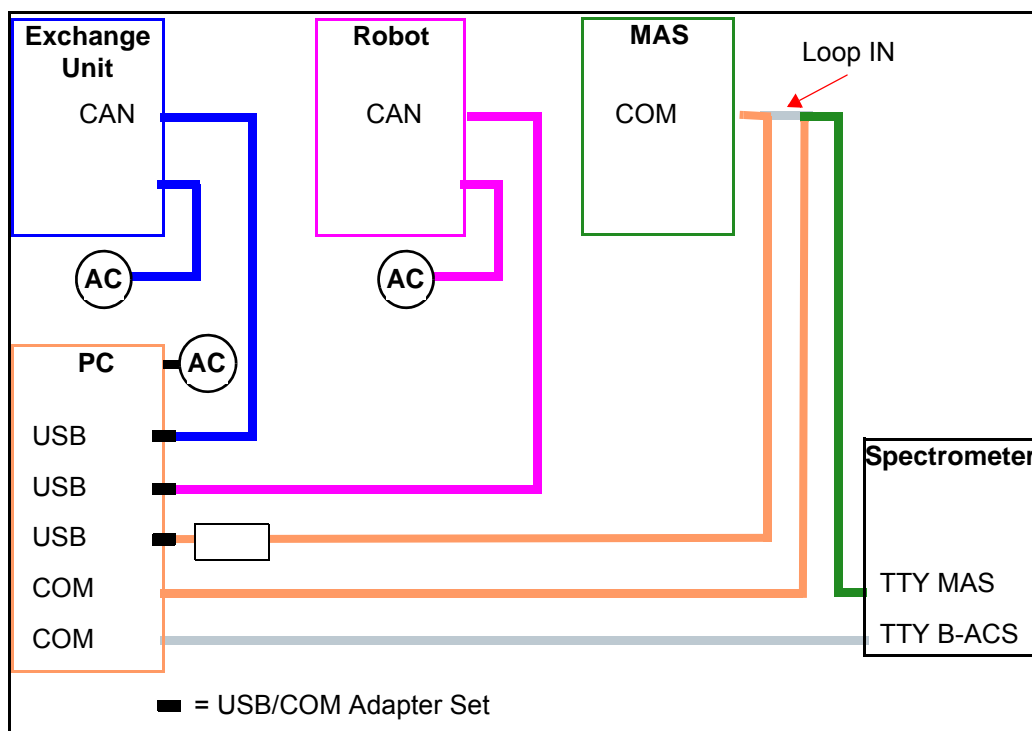 Exchange
Unit
CAN
AC
Robot
CAN
AC
MAS
COM
Loop IN
PC
AC
USB
USB
USB
COM
COM
Spectrometer
TTY MAS
TTY B-ACS
= USB/COM Adapter Set